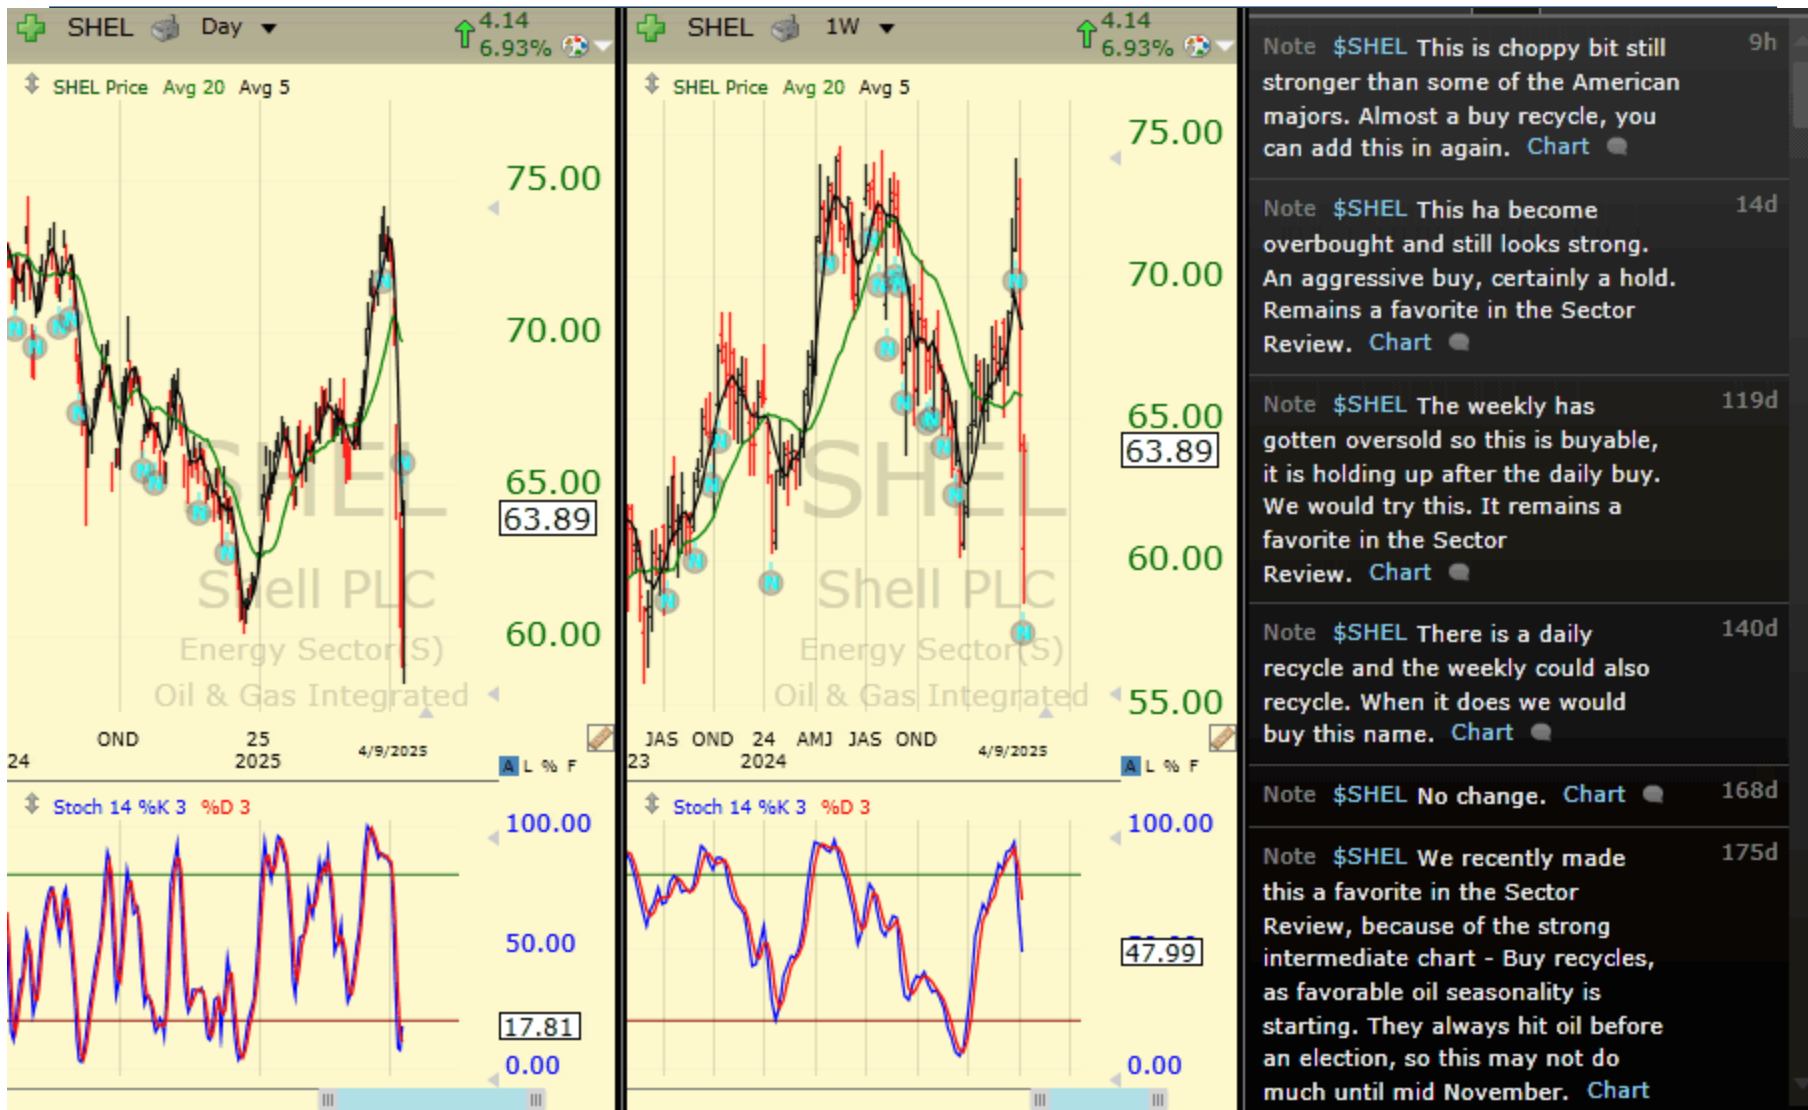 SHEL Day
4.14
6.93%
SHEL Price Avg 20 Avg 5
75.00
70.00
65.00
63.89
60.00
SHEL
Shell PLC
Energy Sector(S)
Oil & Gas Integrated
OND 25
24 2025 4/9/2025
A L % F
Stoch 14 %K 3 %D 3
100.00
50.00
17.81
0.00
SHEL 1W
4.14
6.93%
SHEL Price Avg 20 Avg 5
75.00
70.00
65.00
63.89
60.00
55.00
SHEL
Shell PLC
Energy Sector(S)
Oil & Gas Integrated
JAS OND 24 AMJ JAS OND
23 2024 4/9/2025
A L % F
Stoch 14 %K 3 %D 3
100.00
47.99
0.00
Note $SHEL This is choppy bit still 9h
stronger than some of the American
majors. Almost a buy recycle, you
can add this in again. Chart
Note $SHEL This ha become 14d
overbought and still looks strong.
An aggressive buy, certainly a hold.
Remains a favorite in the Sector
Review. Chart
Note $SHEL The weekly has 119d
gotten oversold so this is buyable,
it is holding up after the daily buy.
We would try this. It remains a
favorite in the Sector
Review. Chart
Note $SHEL There is a daily 140d
recycle and the weekly could also
recycle. When it does we would
buy this name. Chart
Note $SHEL No change. Chart 168d
Note $SHEL We recently made 175d
this a favorite in the Sector
Review, because of the strong
intermediate chart - Buy recycles,
as favorable oil seasonality is
starting. They always hit oil before
an election, so this may not do
much until mid November. Chart